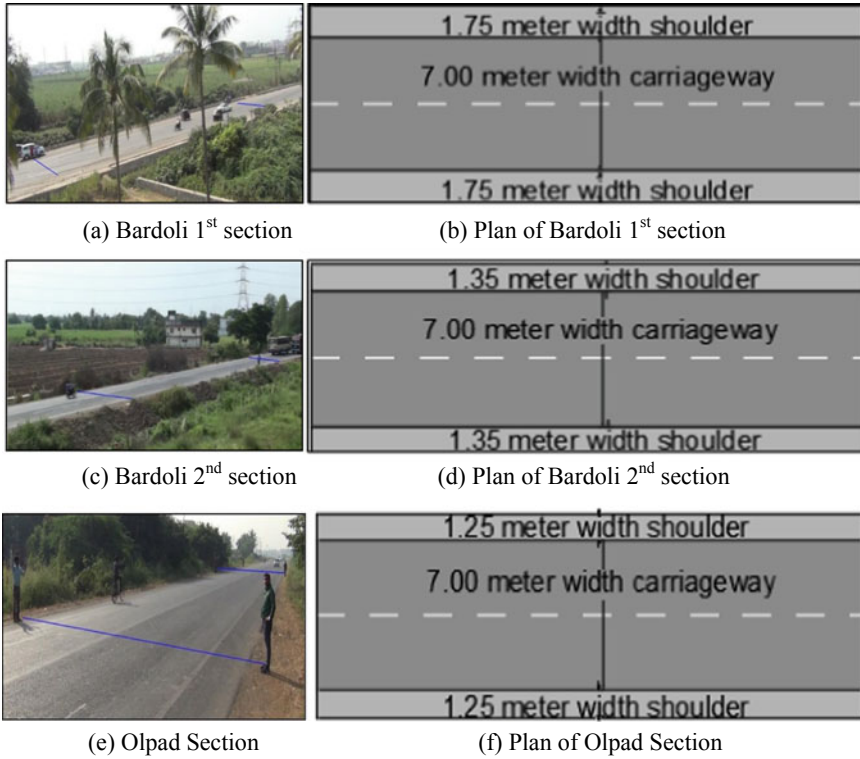 1.75 meter width shoulder
7.00 meter width carriageway
1.75 meter width shoulder
(a) Bardoli 1st section
(b) Plan of Bardoli 1st section
1.35 meter width shoulder
7.00 meter width carriageway
1.35 meter width shoulder
(c) Bardoli 2nd section
(d) Plan of Bardoli 2nd section
1.25 meter width shoulder
7.00 meter width carriageway
1.25 meter width shoulder
(e) Olpad Section
(f) Plan of Olpad Section